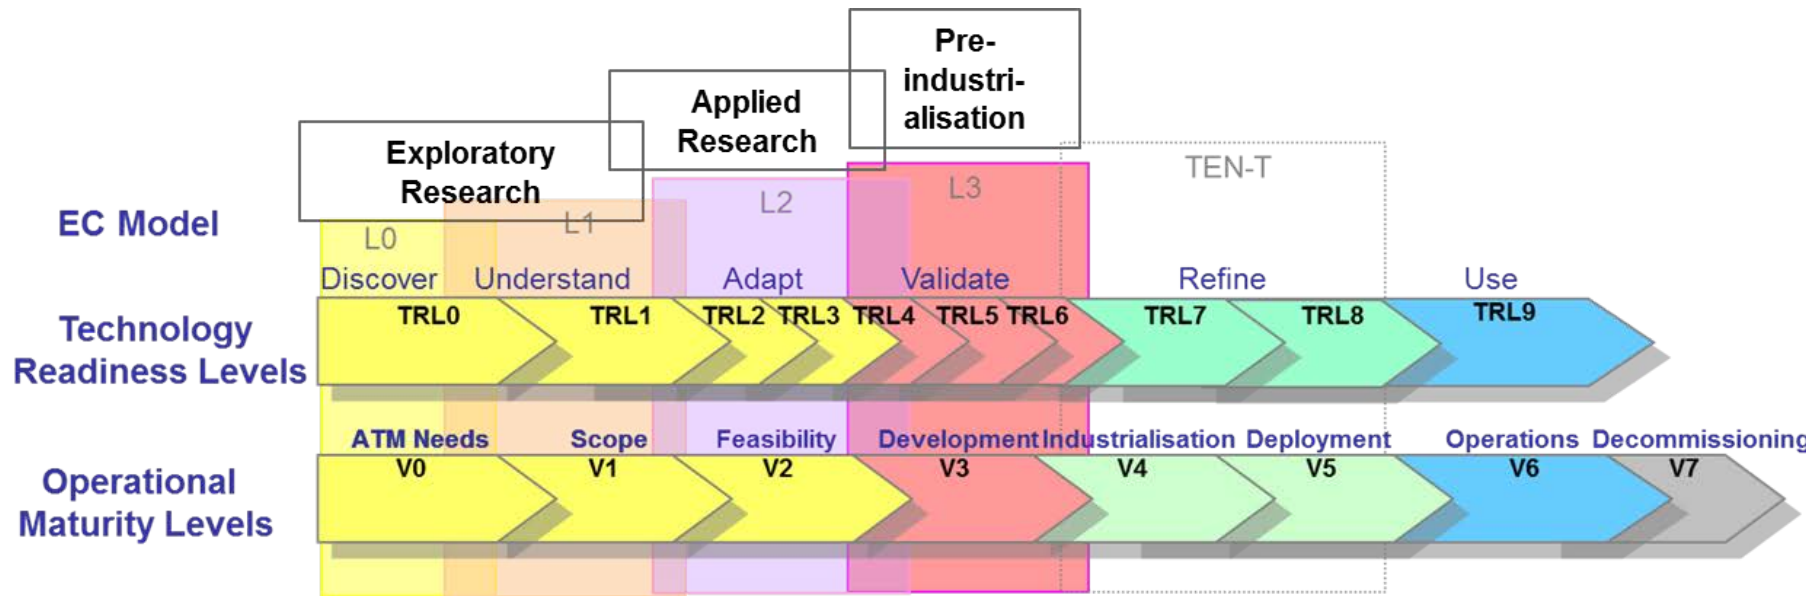 Pre-
industri-
alisation
Applied
Research
Exploratory
Research
TEN-T
L3
L2
L1
L0
EC Model
Discover Understand Adapt Validate Refine Use
Technology
Readiness Levels
TRL0 TRL1 TRL2 TRL3 TRL4 TRL5 TRL6 TRL7 TRL8 TRL9
ATM Needs Scope Feasibility Development Industrialisation Deployment Operations Decommissioning
V0 V1 V2 V3 V4 V5 V6 V7
Operational
Maturity Levels